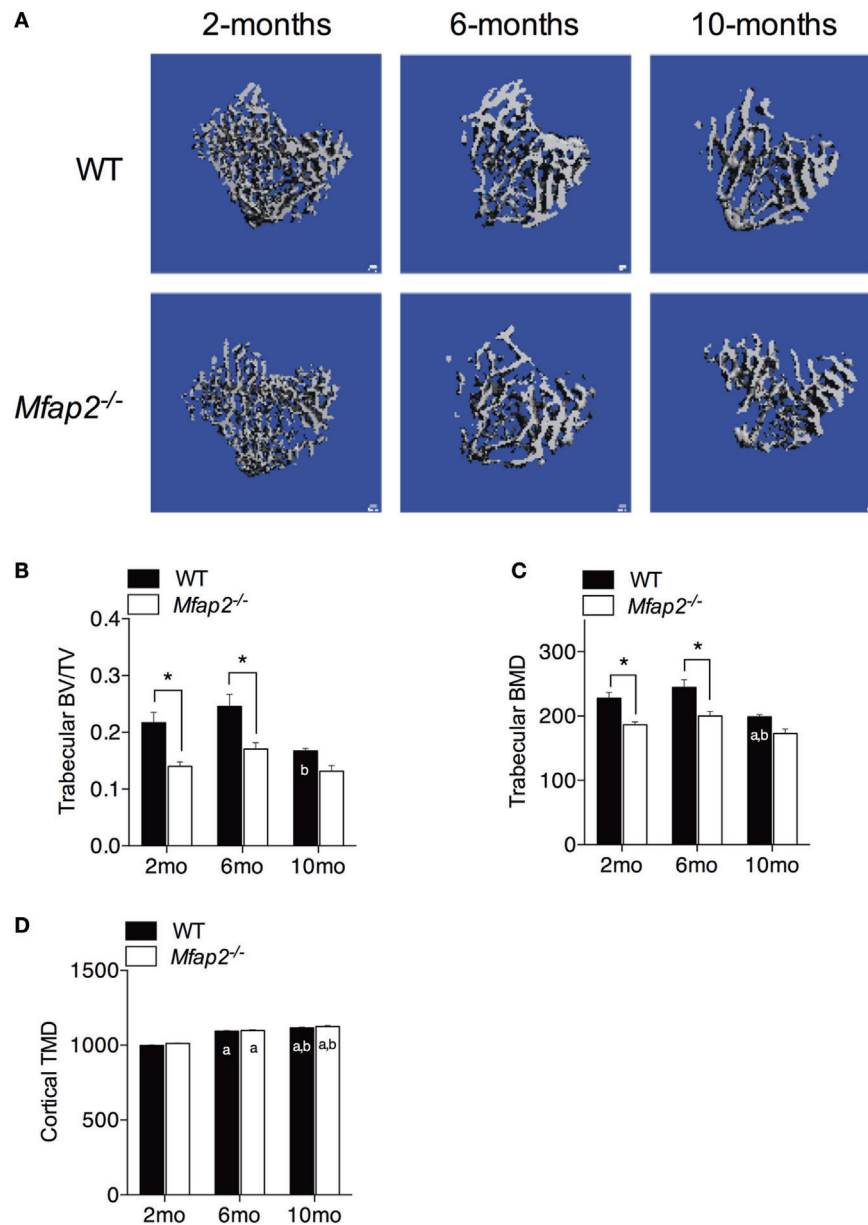 A
2-months 6-months 10-months
WT
Mfap2-/-
B
WT
Mfap2-/-
Trabecular BV/TV
0.4
0.3
0.2
0.1
0.0
*
*
b
2mo 6mo 10mo
C
WT
Mfap2-/-
Trabecular BMD
300
200
100
0
*
*
a,b
2mo 6mo 10mo
D
WT
Mfap2-/-
Cortical TMD
1500
1000
500
0
a a a,b a,b
2mo 6mo 10mo